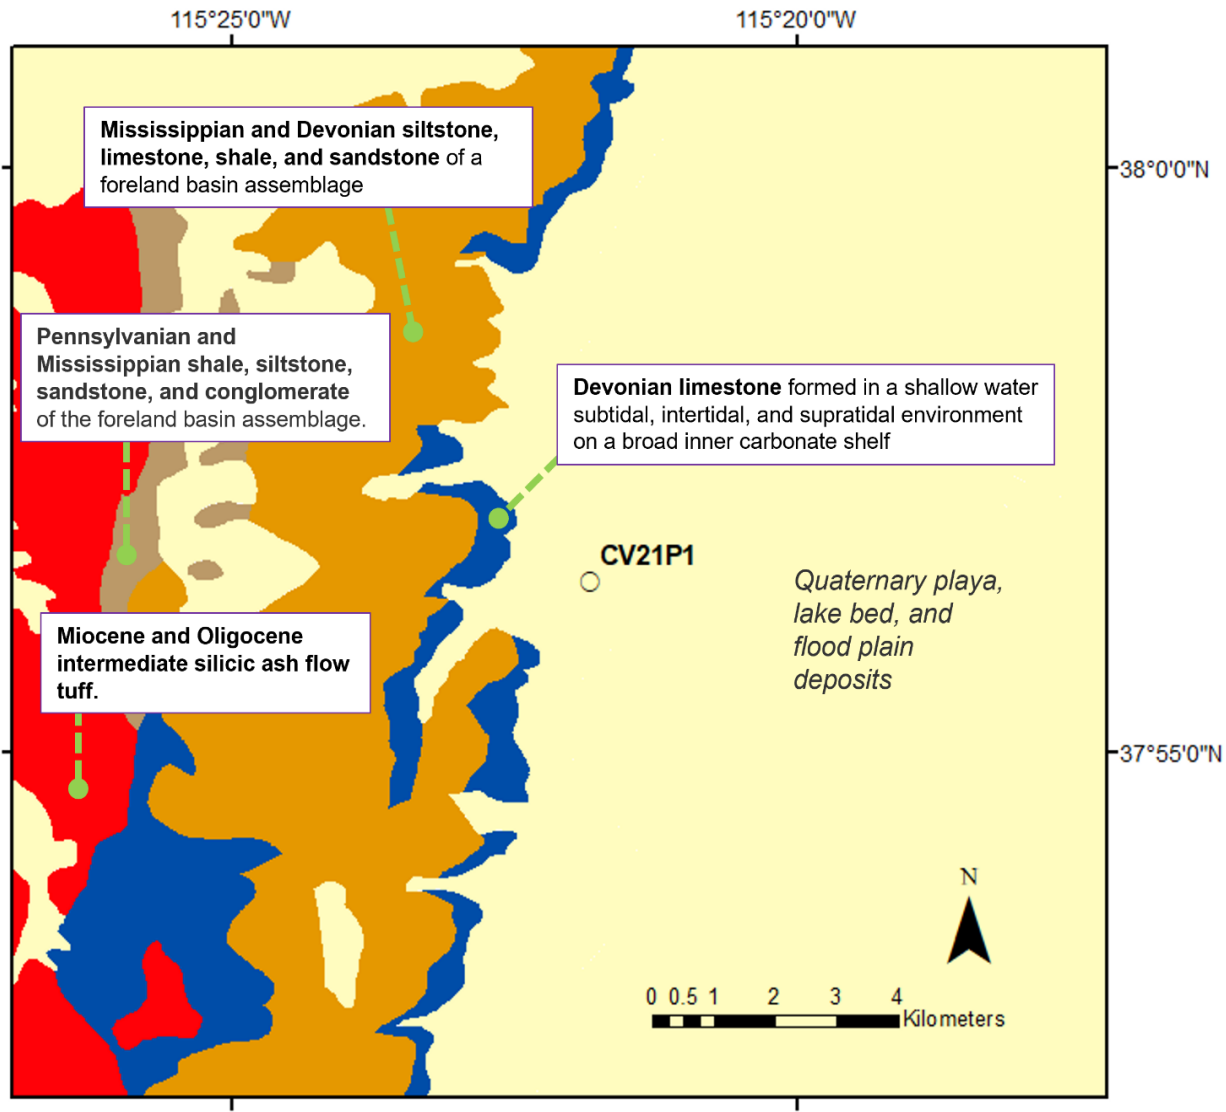 115°25'0"W
115°20'0"W
Mississippian and Devonian siltstone,
limestone, shale, and sandstone of a
foreland basin assemblage
38°0'0"N
Pennsylvanian and
Mississippian shale, siltstone,
sandstone, and conglomerate
of the foreland basin assemblage.
Devonian limestone formed in a shallow water
subtidal, intertidal, and supratidal environment
on a broad inner carbonate shelf
CV21P1
Quaternary playa,
lake bed, and
flood plain
deposits
Miocene and Oligocene
intermediate silicic ash flow
tuff.
37°55'0"N
N
0 0.5 1 2 3 4
Kilometers